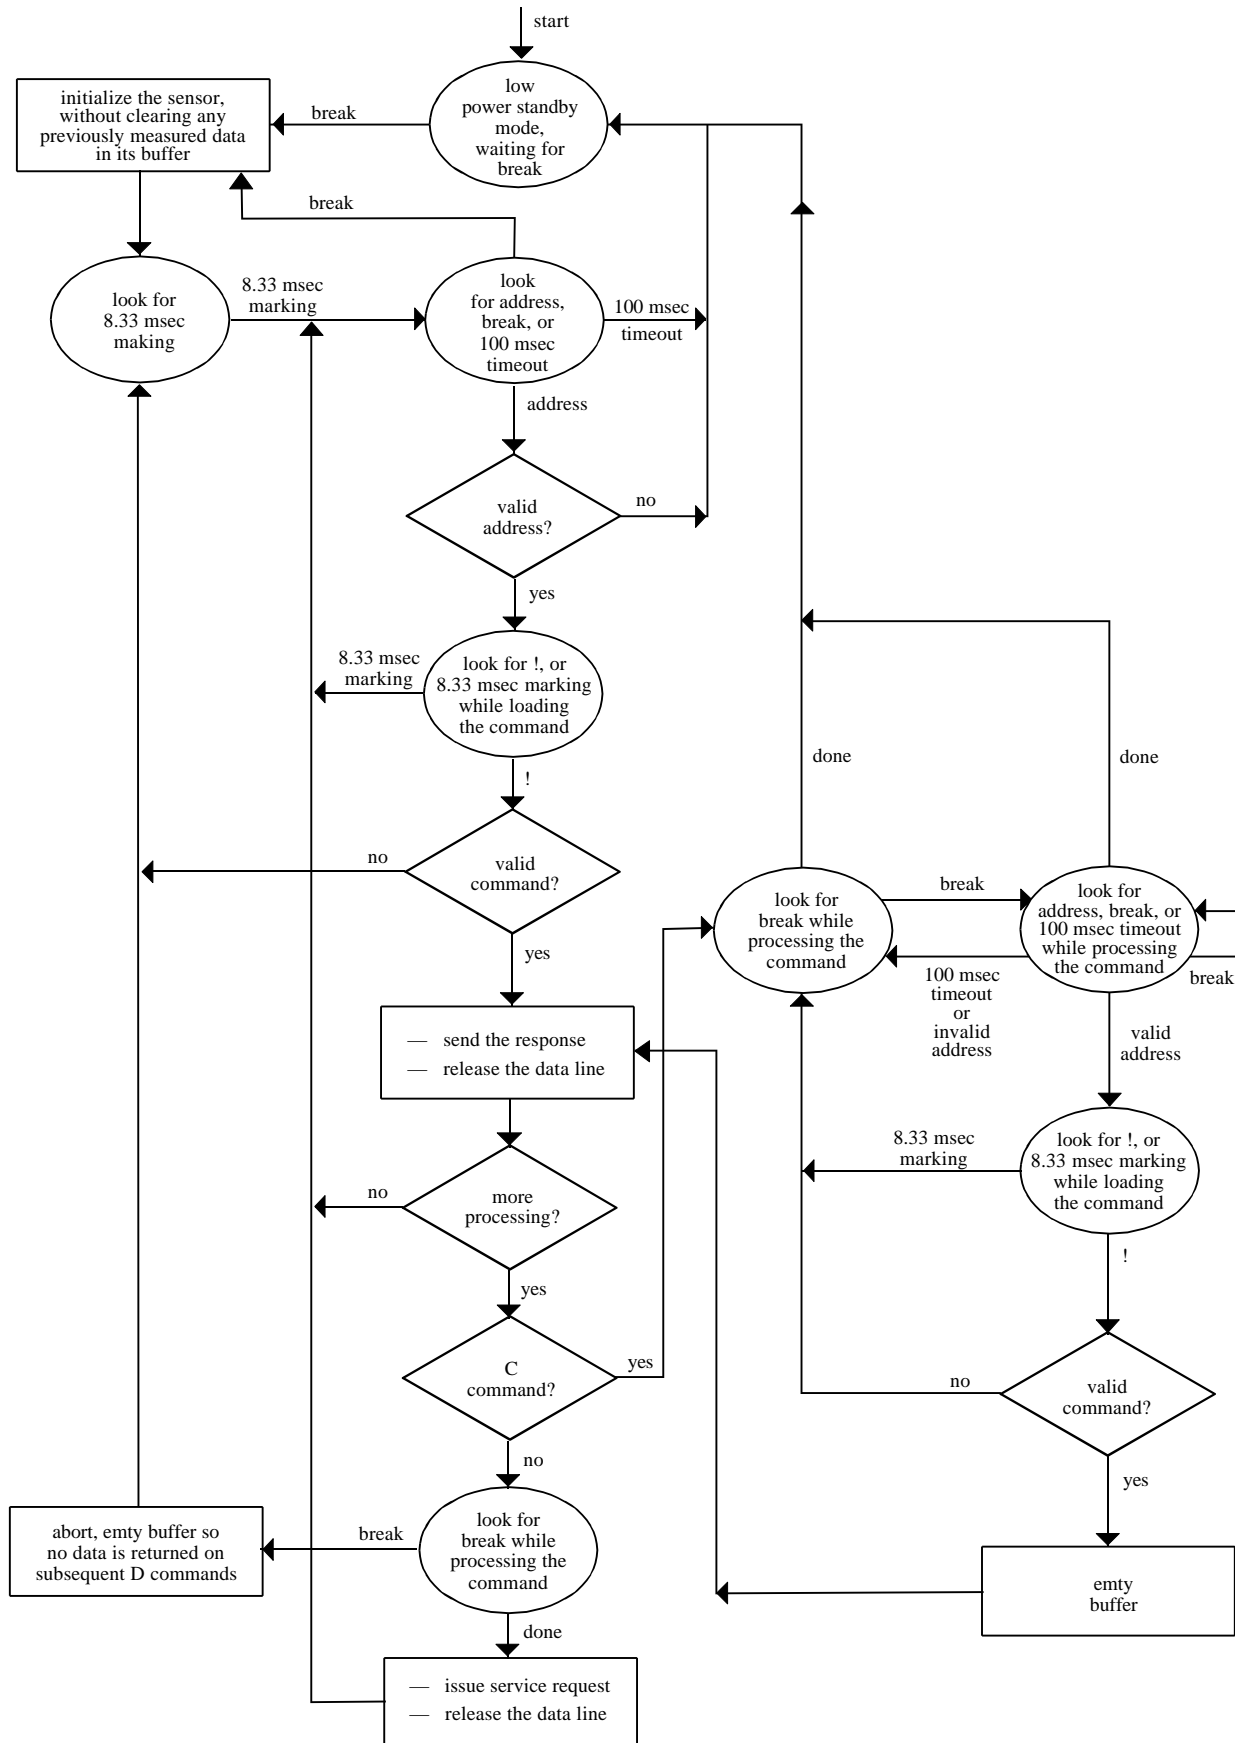 start
low
power standby
mode,
waiting for
break
break
initialize the sensor,
without clearing any
previously measured data
in its buffer
break
look for
8.33 msec
making
8.33 msec
marking
look
for address,
break, or
100 msec
timeout
100 msec
timeout
address
valid
address?
no
yes
8.33 msec
marking
look for !, or
8.33 msec marking
while loading
the command
!
done
done
no
valid
command?
yes
look for
break while
processing the
command
break
look for
address, break, or
100 msec timeout
while processing
the command
break
100 msec
timeout
or
invalid
address
valid
address
— send the response
— release the data line
8.33 msec
marking
look for !, or
8.33 msec marking
while loading
the command
!
no
more
processing?
yes
C
command?
yes
no
valid
command?
no
yes
abort, emty buffer so
no data is returned on
subsequent D commands
break
look for
break while
processing the
command
emty
buffer
done
— issue service request
— release the data line